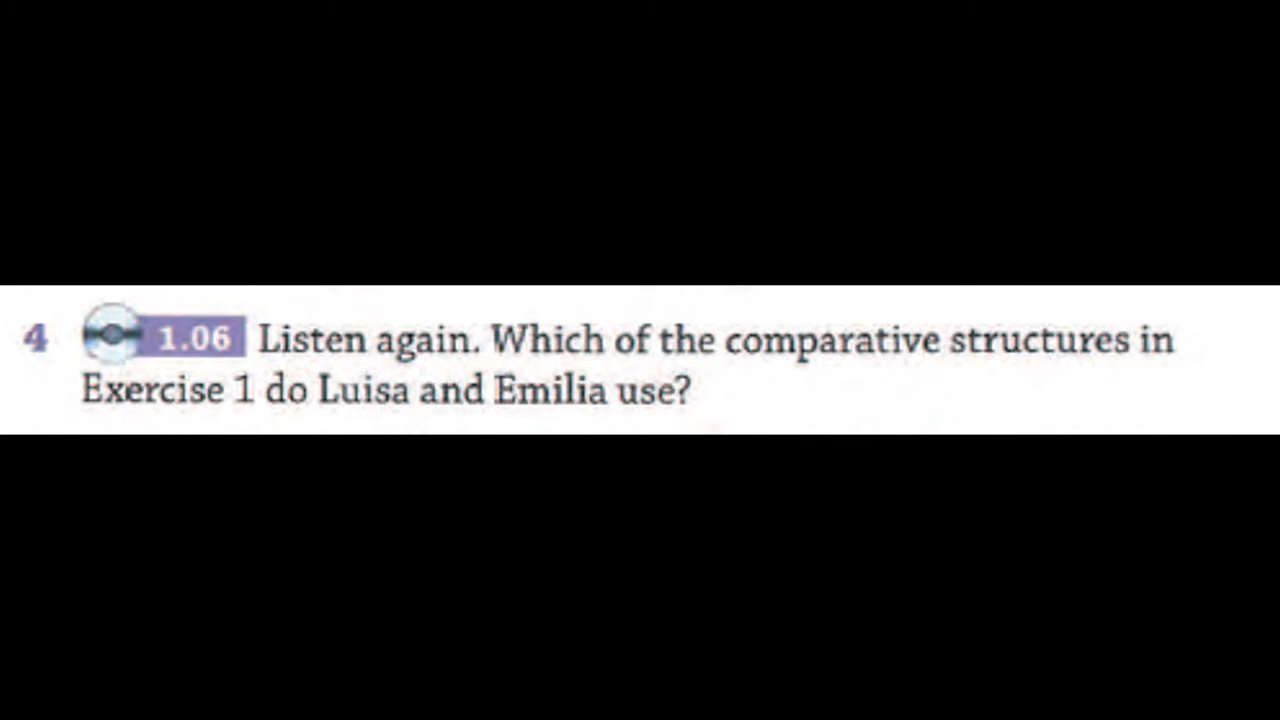 4 1.06 Listen again. Which of the comparative structures in
Exercise 1 do Luisa and Emilia use?